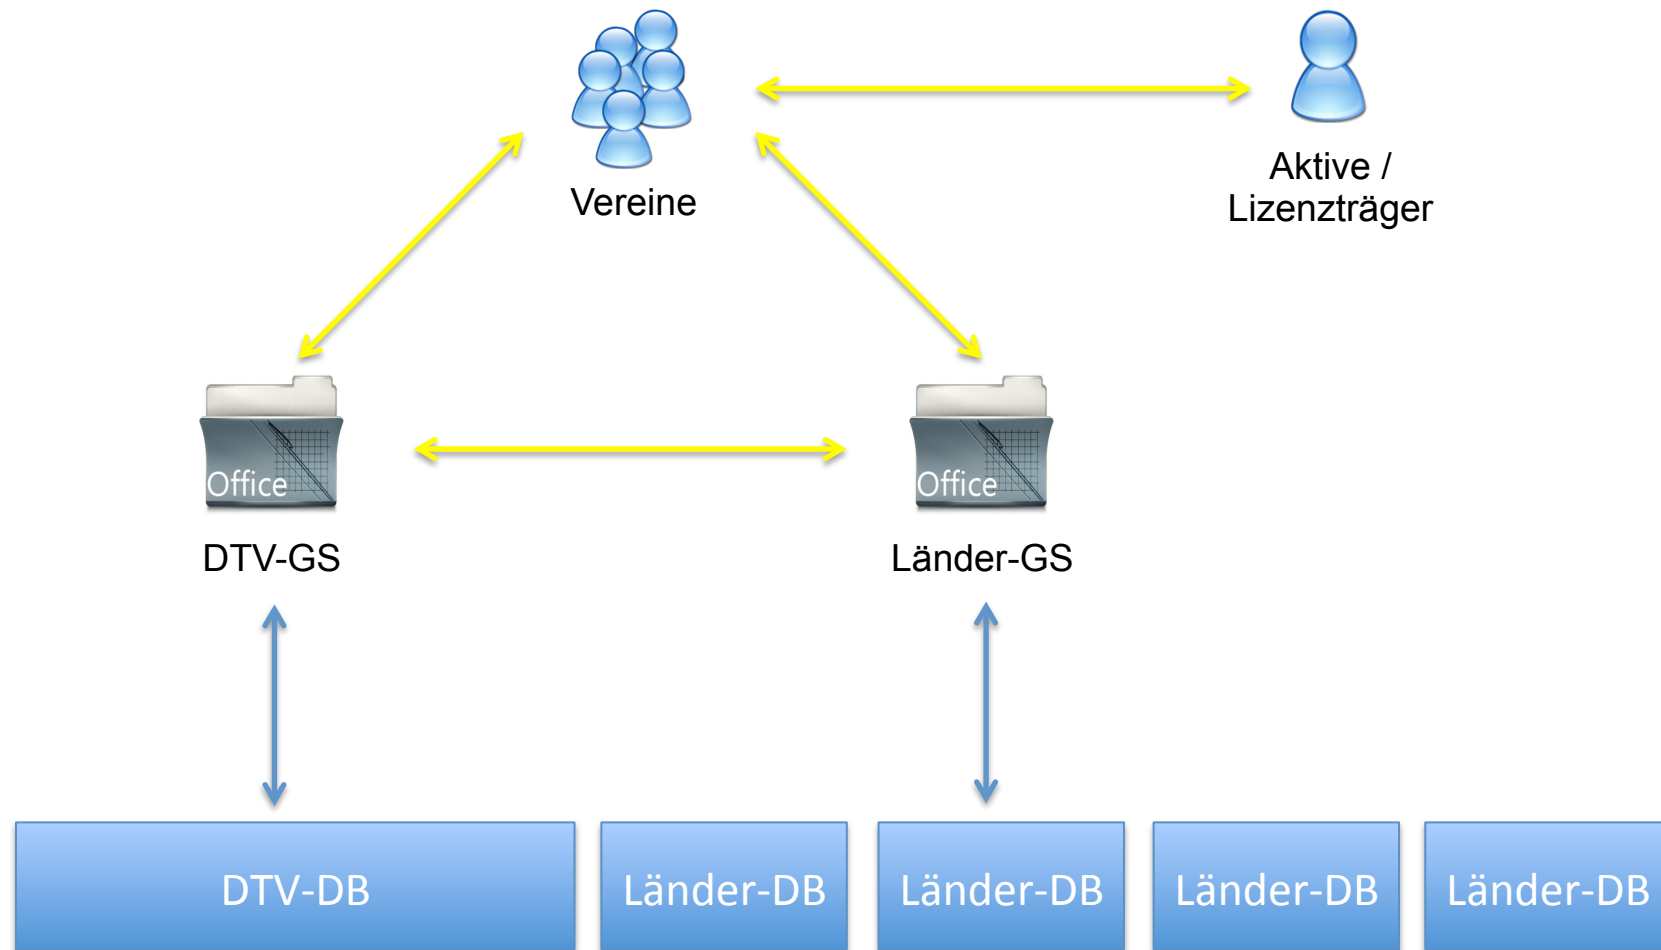 Vereine
Aktive /
Lizenzträger
Office
Office
DTV-GS
Länder-GS
DTV-DB
Länder-DB
Länder-DB
Länder-DB
Länder-DB